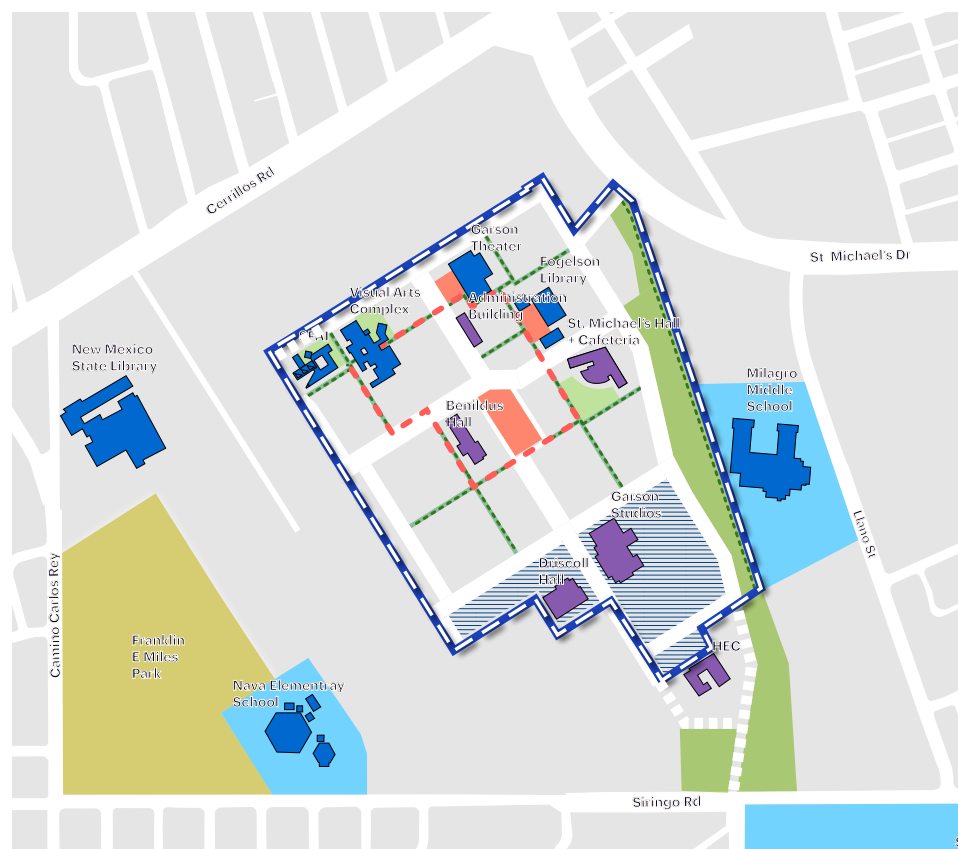 Cerrillos Rd
Garson
Theater
St. Michael's Dr
Fogelson
Library
Visual Arts
Complex
Administration
Building
St. Michael's Hall
+ Cafeteria
New Mexico
State Library
Milagro
Middle
School
Benildus
Hall
Garson
Studios
Llano St
Driscoll
Hall
Camino Carlos Rey
Franklin
E Miles
Park
HEC
Nava Elementray
School
Siringo Rd